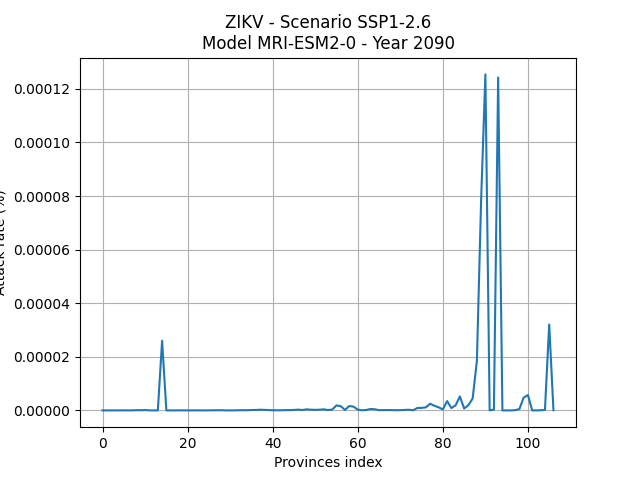 ZIKV - Scenario SSP1-2.6
Model MRI-ESM2-0 - Year 2090
0.00012
0.00010
0.00008
0.00006
0.00004
0.00002
0.00000
Attack rate (%)
0 20 40 60 80 100
Provinces index